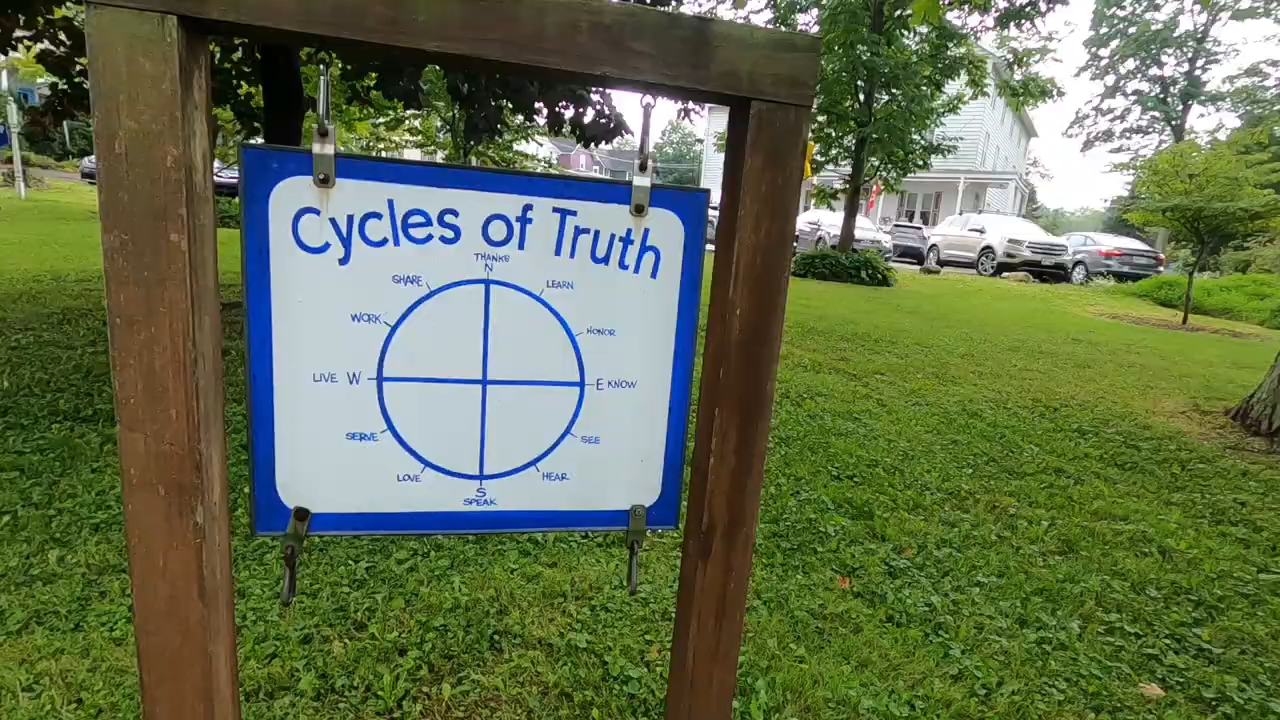 Cycles of Truth
THANKS
N
SHARE
LEARN
WORK
HONOR
LIVE W
E KNOW
SERVE
SEE
LOVE
HEAR
S
SPEAK